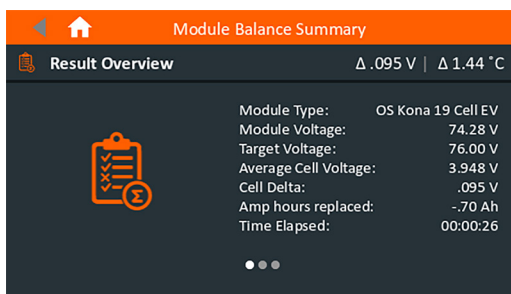 Module Balance Summary
Result Overview Δ .095 V | Δ 1.44 °C
Module Type: OS Kona 19 Cell EV
Module Voltage: 74.28 V
Target Voltage: 76.00 V
Average Cell Voltage: 3.948 V
Cell Delta: .095 V
Amp hours replaced: -.70 Ah
Time Elapsed: 00:00:26